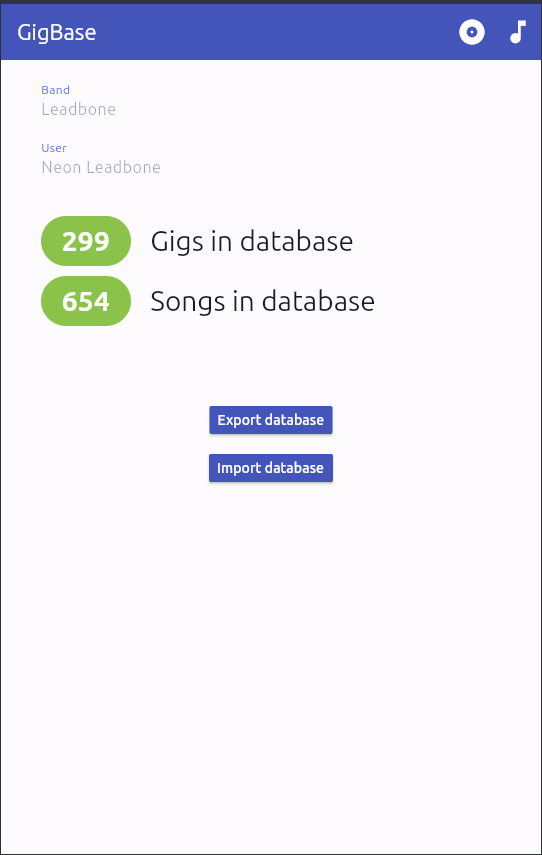 GigBase
Band
Leadbone
User
Neon Leadbone
299 Gigs in database
654 Songs in database
Export database
Import database